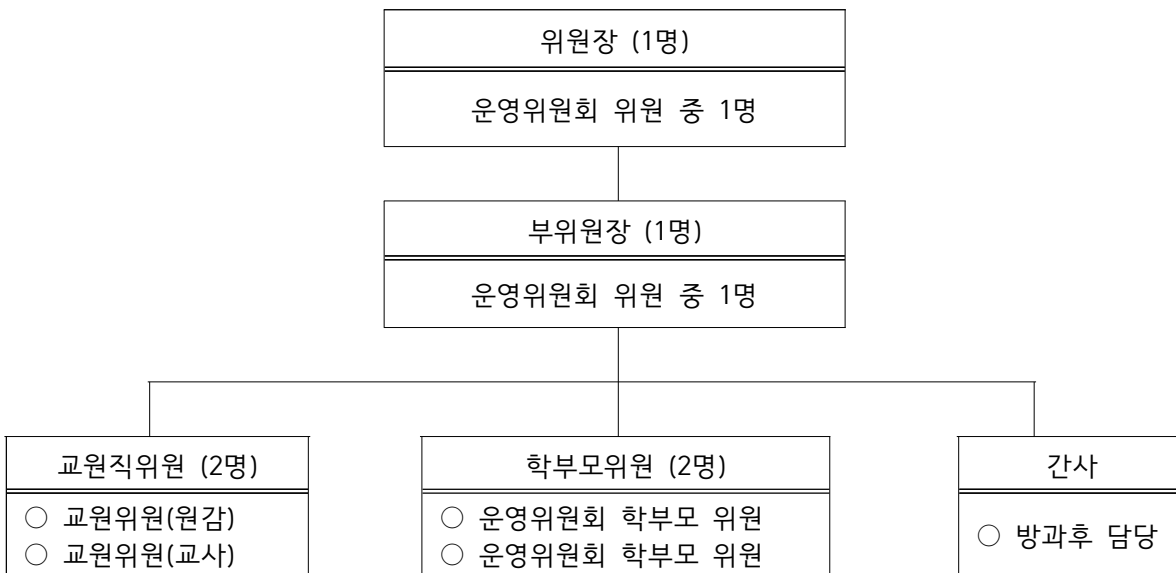 위원장 (1명)
운영위원회 위원 중 1명
부위원장 (1명)
운영위원회 위원 중 1명
교원직위원 (2명)
○ 교원위원(원감)
○ 교원위원(교사)
학부모위원 (2명)
○ 운영위원회 학부모 위원
○ 운영위원회 학부모 위원
간사
○ 방과후 담당